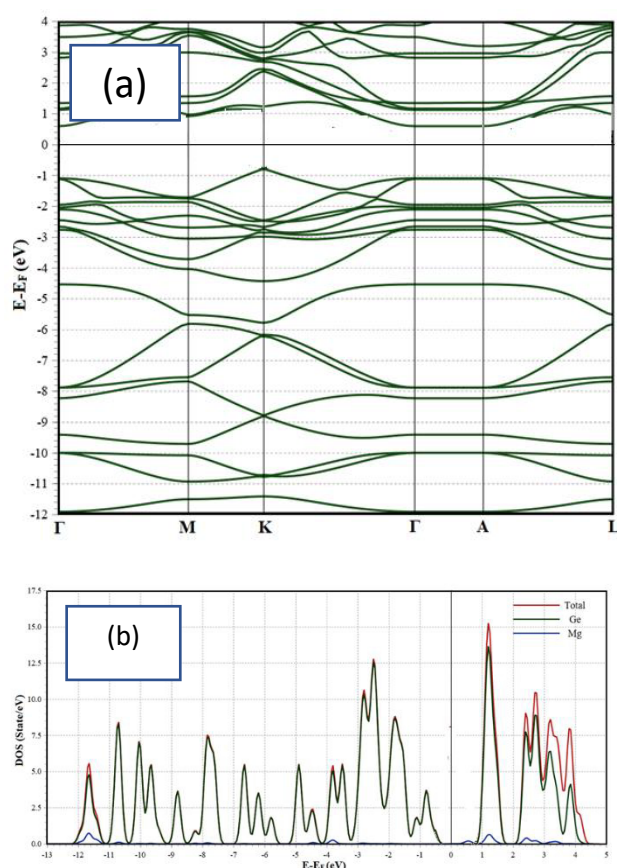 (a)
4
3
2
1
0
-1
-2
-3
-4
-5
-6
-7
-8
-9
-10
-11
-12
E-EF (eV)
Γ M K Γ A L
(b)
17.5
15.0
12.5
10.0
7.5
5.0
2.5
0.0
DOS (State/eV)
Total
Ge
Mg
-13 -12 -11 -10 -9 -8 -7 -6 -5 -4 -3 -2 -1 0 1 2 3 4 5
E-EF (eV)